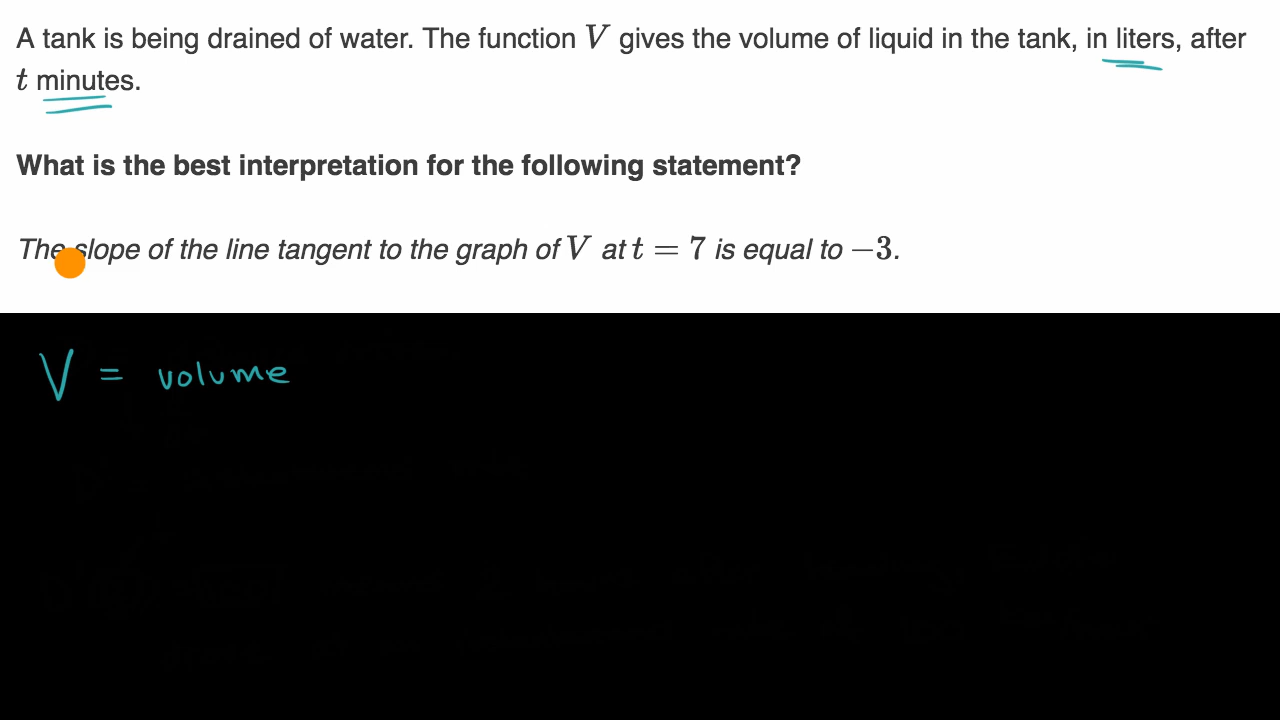 A tank is being drained of water. The function V gives the volume of liquid in the tank, in liters, after
t minutes.
What is the best interpretation for the following statement?
The slope of the line tangent to the graph of V at t = 7 is equal to −3.
V = volume